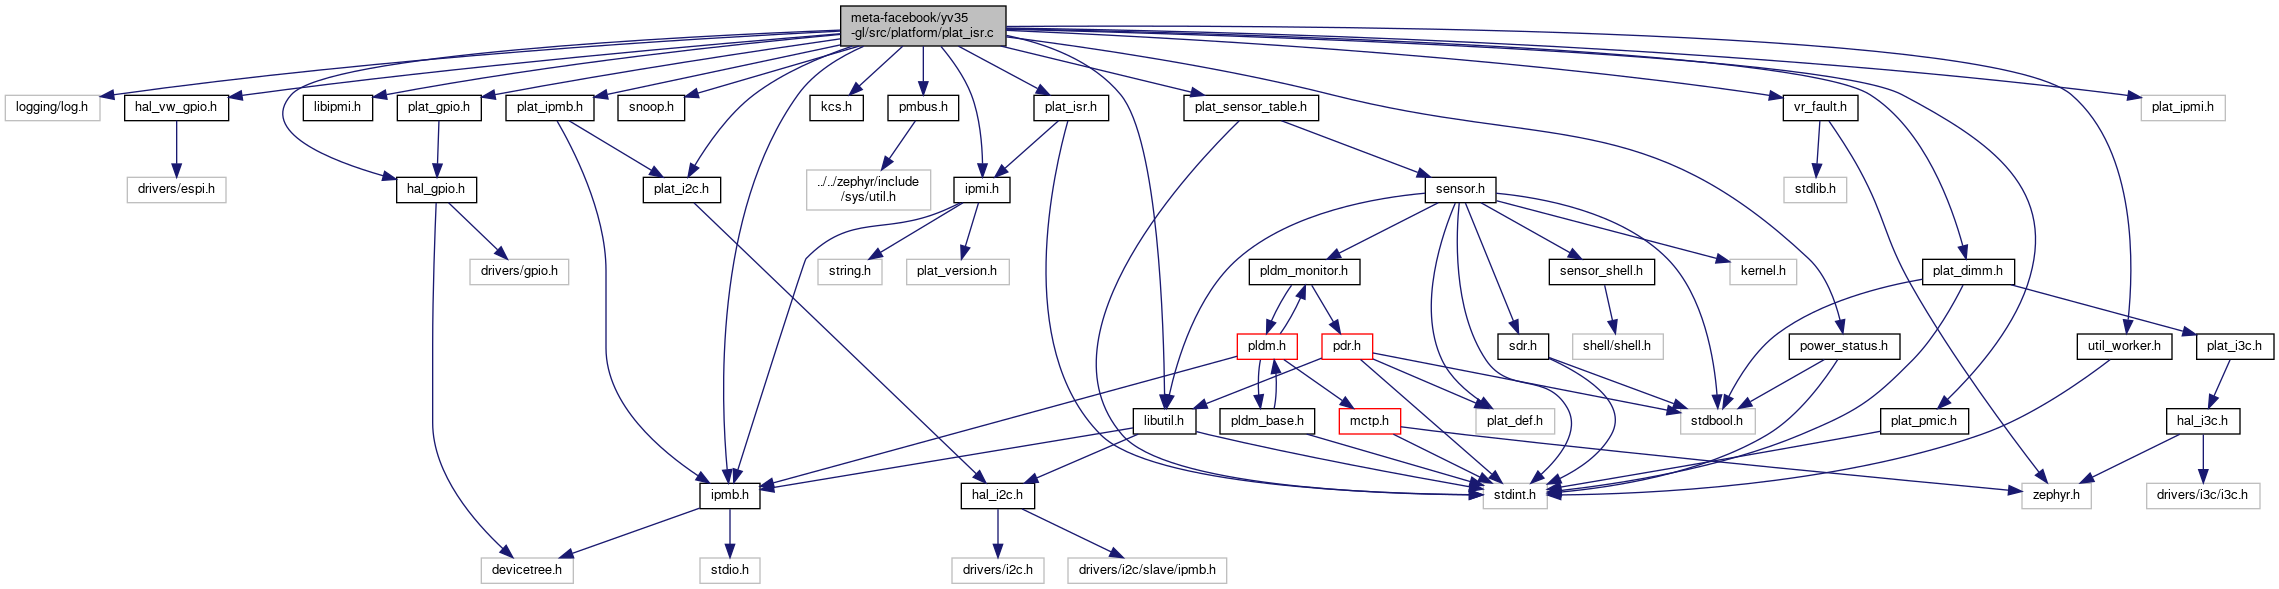 meta-facebook/yv35
-gl/src/platform/plat_isr.c
logging/log.h
hal_vw_gpio.h
libipmi.h
plat_gpio.h
plat_ipmb.h
snoop.h
kcs.h
pmbus.h
plat_isr.h
plat_sensor_table.h
vr_fault.h
plat_ipmi.h
drivers/espi.h
hal_gpio.h
plat_i2c.h
../../zephyr/include
/sys/util.h
ipmi.h
sensor.h
stdlib.h
drivers/gpio.h
string.h
plat_version.h
pldm_monitor.h
sensor_shell.h
kernel.h
plat_dimm.h
pldm.h
pdr.h
sdr.h
shell/shell.h
power_status.h
util_worker.h
plat_i3c.h
libutil.h
pldm_base.h
mctp.h
plat_def.h
stdbool.h
plat_pmic.h
hal_i3c.h
ipmb.h
hal_i2c.h
stdint.h
zephyr.h
drivers/i3c/i3c.h
devicetree.h
stdio.h
drivers/i2c.h
drivers/i2c/slave/ipmb.h